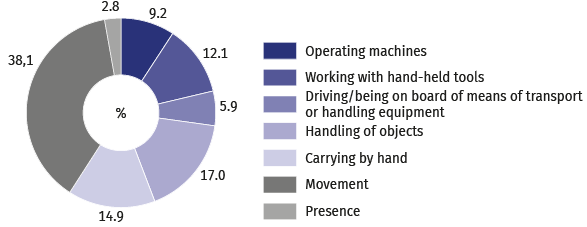 2.8
9.2
38,1
12.1
5.9
%
17.0
14.9
Operating machines
Working with hand-held tools
Driving/being on board of means of transport
or handling equipment
Handling of objects
Carrying by hand
Movement
Presence